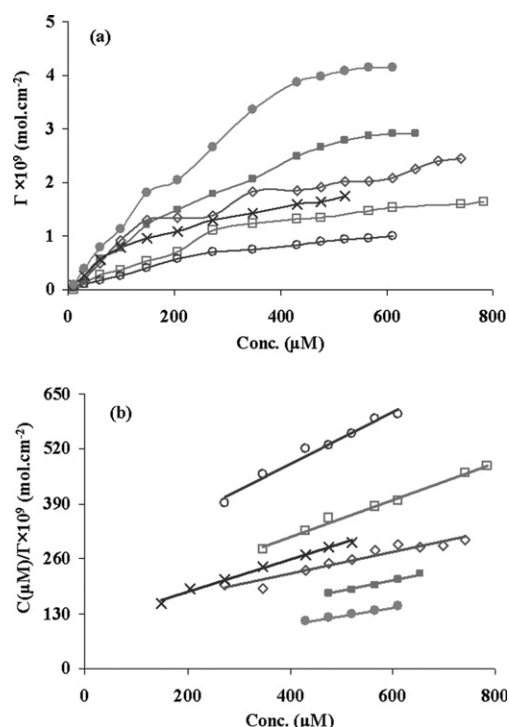 (a)
Γ ×10⁹ (mol.cm⁻²)
5
4
3
2
1
0
0 200 400 600 800
Conc. (µM)
(b)
C(µM)/Γ×10⁹ (mol.cm⁻²)
650
520
390
260
130
0
0 200 400 600 800
Conc. (µM)